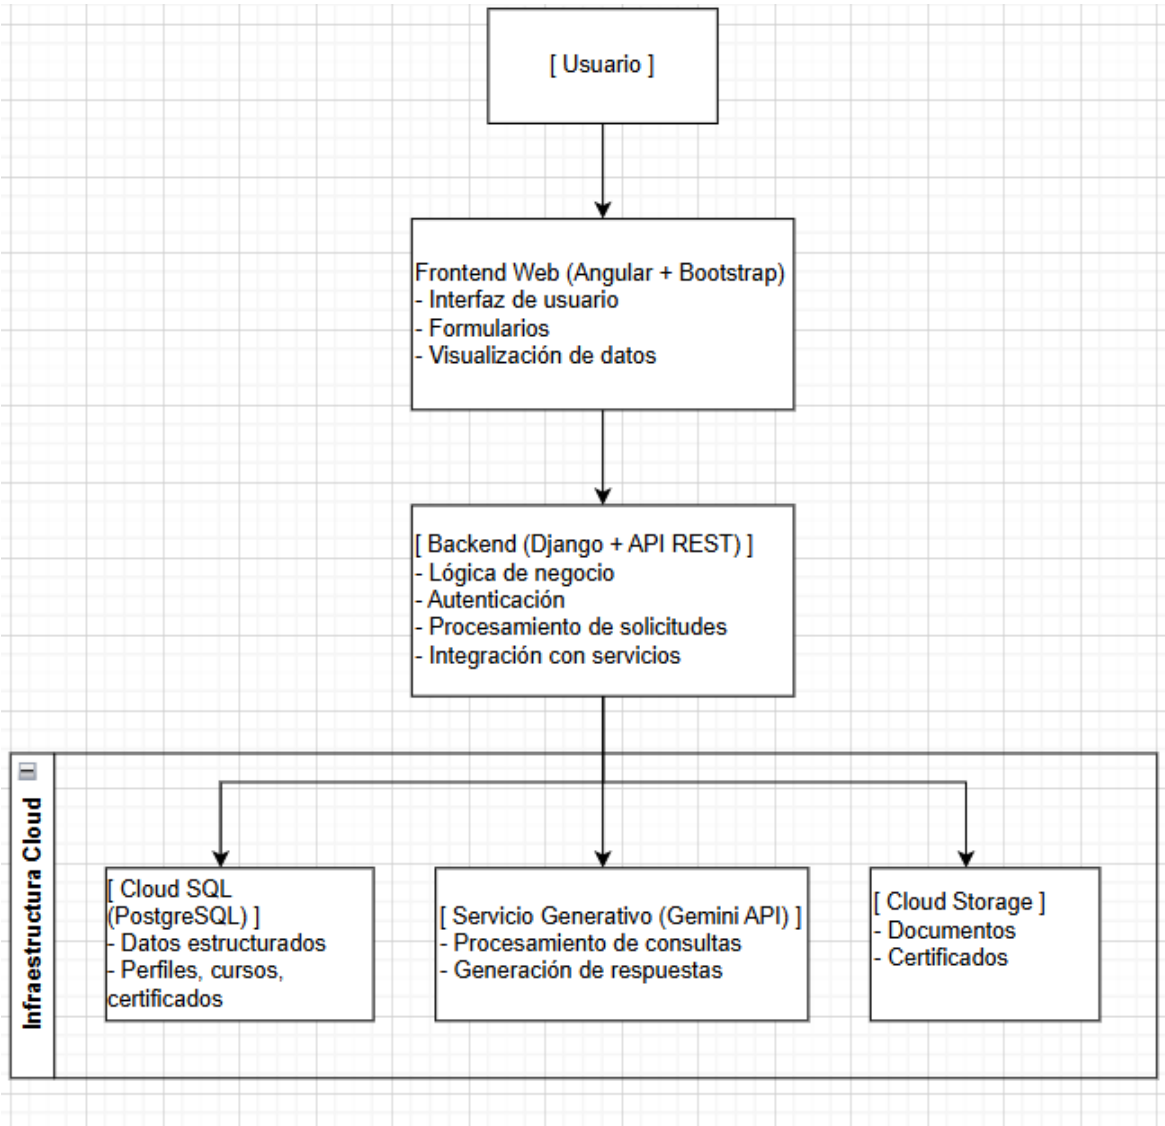 [ Usuario ]
Frontend Web (Angular + Bootstrap)
- Interfaz de usuario
- Formularios
- Visualización de datos
[ Backend (Django + API REST) ]
- Lógica de negocio
- Autenticación
- Procesamiento de solicitudes
- Integración con servicios
Infraestructura Cloud
[ Cloud SQL
(PostgreSQL) ]
- Datos estructurados
- Perfiles, cursos,
certificados
[ Servicio Generativo (Gemini API) ]
- Procesamiento de consultas
- Generación de respuestas
[ Cloud Storage ]
- Documentos
- Certificados